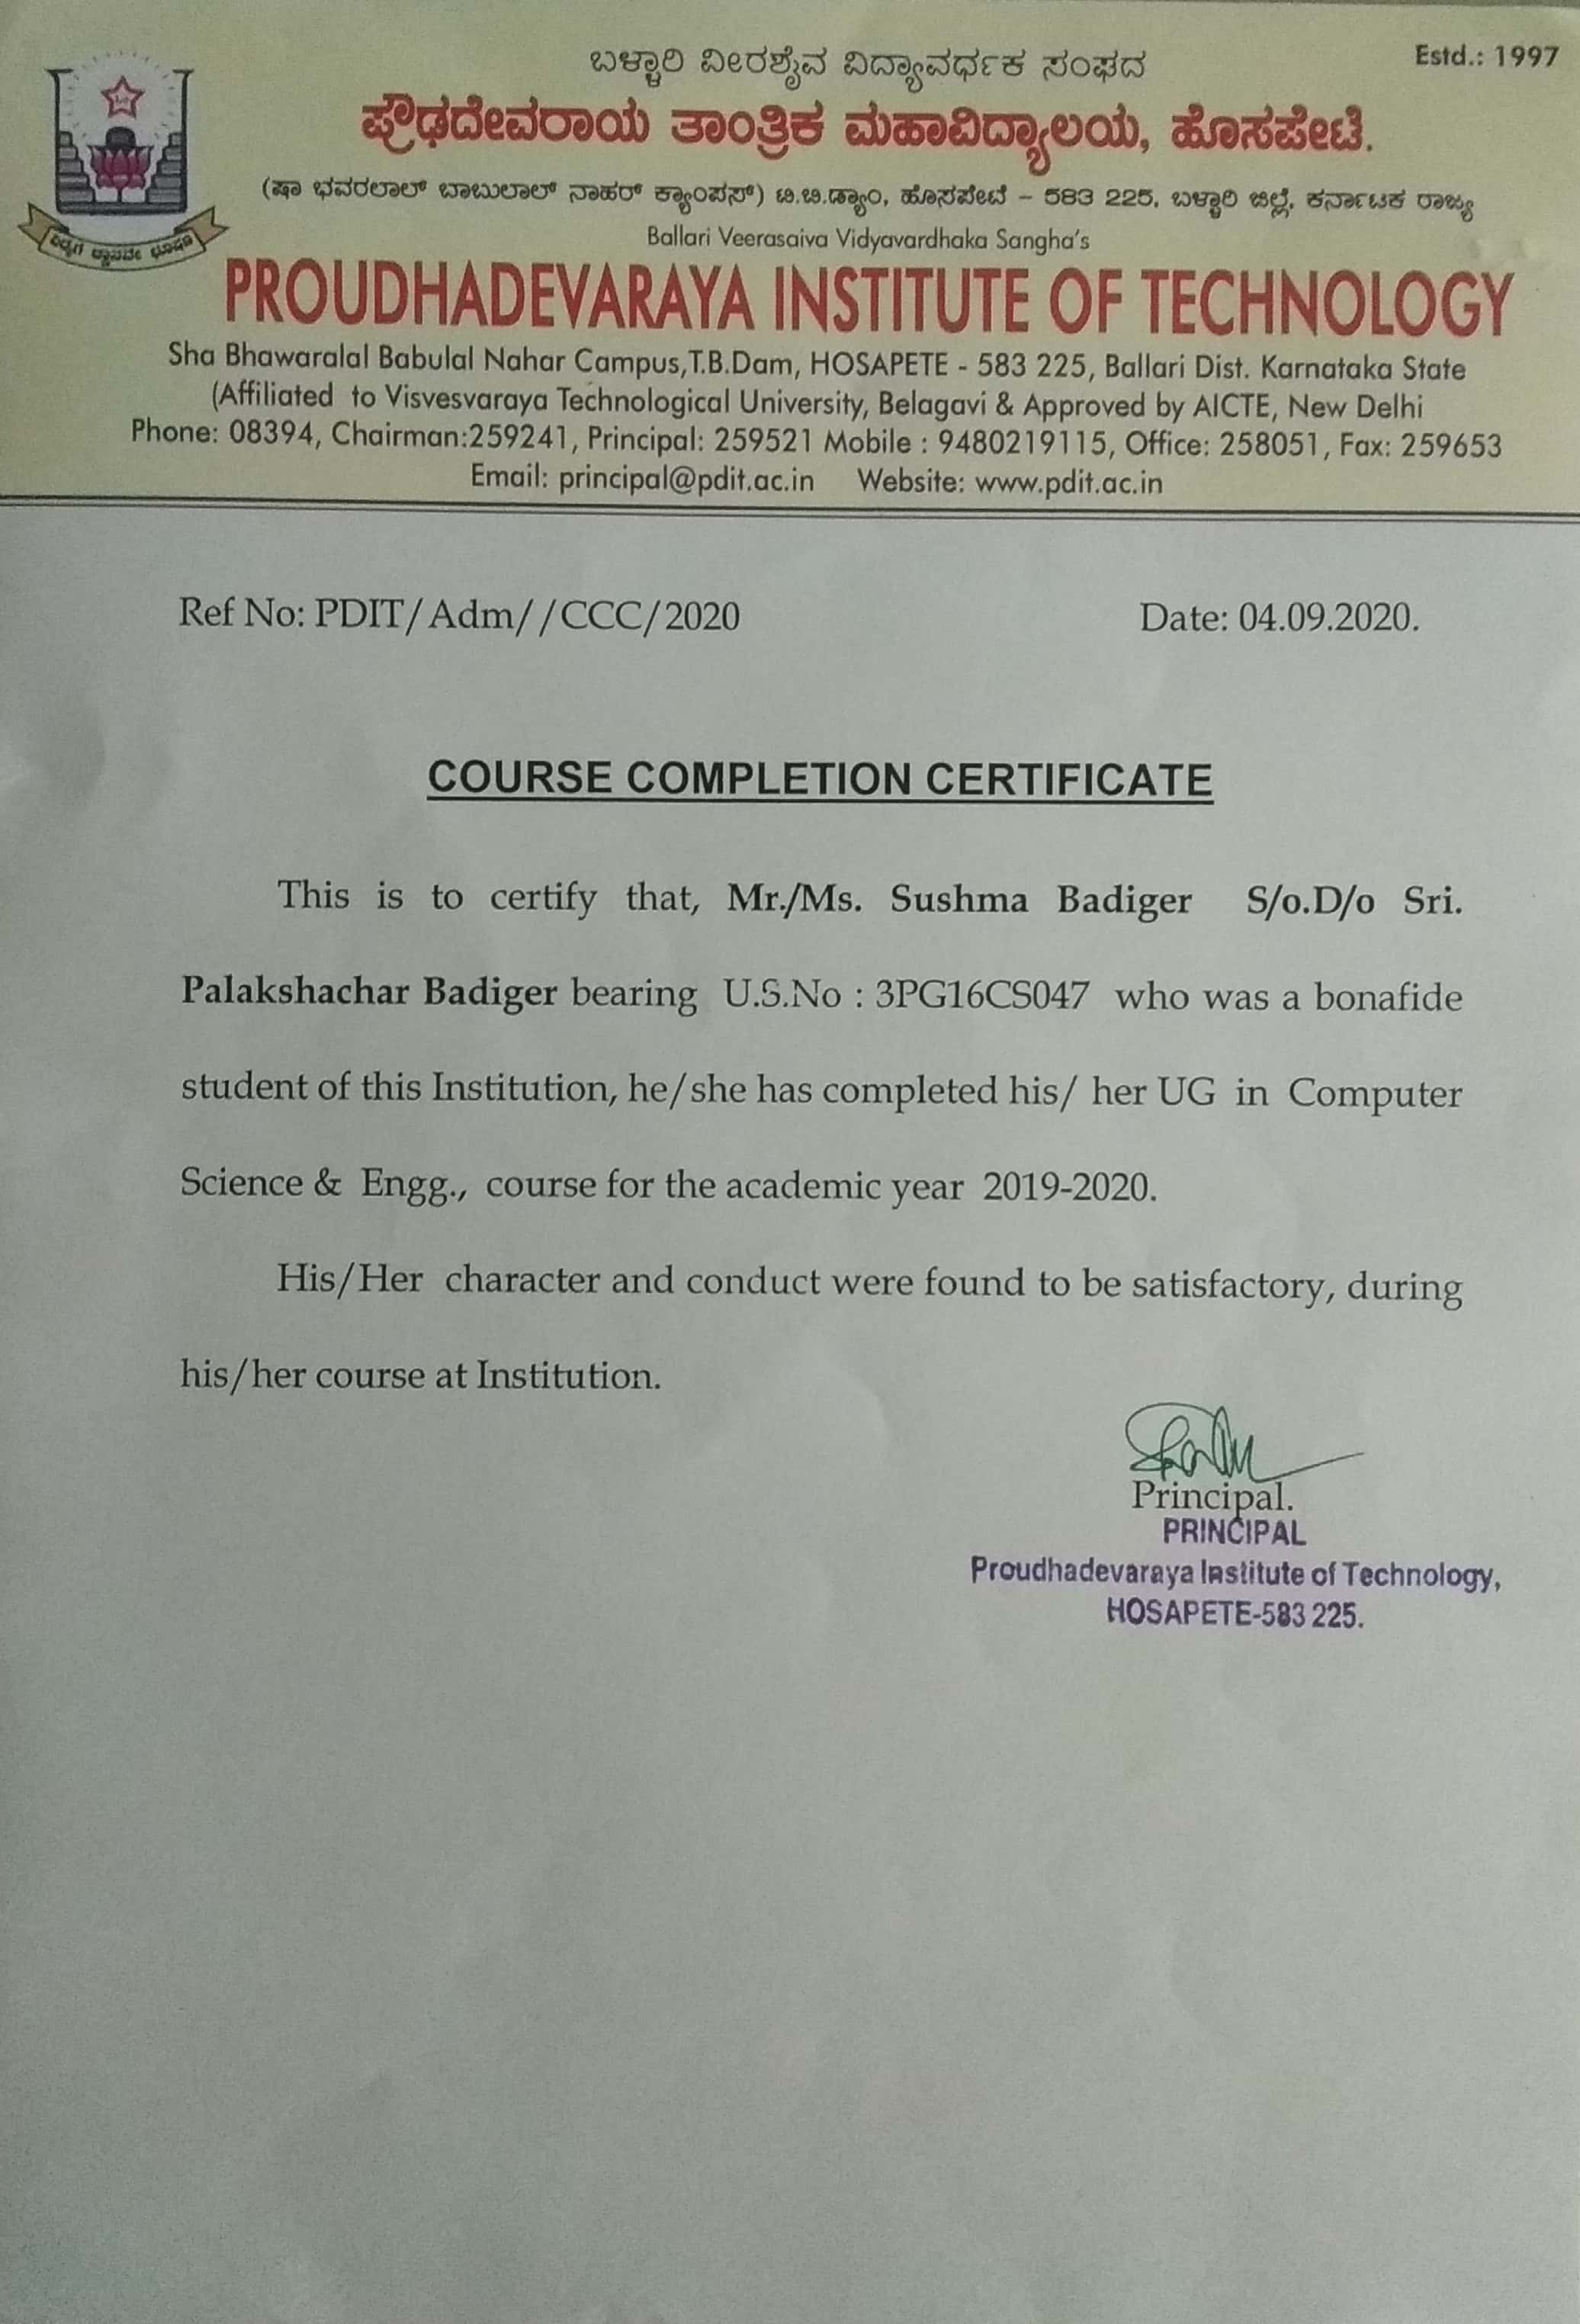 ಬಳ್ಳಾರಿ ವೀರಶೈವ ವಿದ್ಯಾವರ್ಧಕ ಸಂಘದ
Estd.: 1997
ಪ್ರೌಢದೇವರಾಯ ತಾಂತ್ರಿಕ ಮಹಾವಿದ್ಯಾಲಯ, ಹೊಸಪೇಟೆ.
(ಷಾ ಭವರಲಾಲ್ ಬಾಬುಲಾಲ್ ನಾಹರ್ ಕ್ಯಾಂಪಸ್) ಟಿ.ಬಿ.ಡ್ಯಾಂ, ಹೊಸಪೇಟೆ – 583 225, ಬಳ್ಳಾರಿ ಜಿಲ್ಲೆ, ಕರ್ನಾಟಕ ರಾಜ್ಯ
Ballari Veerasaiva Vidyavardhaka Sangha's
PROUDHADEVARAYA INSTITUTE OF TECHNOLOGY
Sha Bhawaralal Babulal Nahar Campus,T.B.Dam, HOSAPETE - 583 225, Ballari Dist. Karnataka State
(Affiliated to Visvesvaraya Technological University, Belagavi & Approved by AICTE, New Delhi
Phone: 08394, Chairman:259241, Principal: 259521 Mobile : 9480219115, Office: 258051, Fax: 259653
Email: principal@pdit.ac.in Website: www.pdit.ac.in
Ref No: PDIT/Adm//CCC/2020
Date: 04.09.2020.
COURSE COMPLETION CERTIFICATE
This is to certify that, Mr./Ms. Sushma Badiger S/o.D/o Sri.
Palakshachar Badiger bearing U.S.No : 3PG16CS047 who was a bonafide
student of this Institution, he/she has completed his/ her UG in Computer
Science & Engg., course for the academic year 2019-2020.
His/Her character and conduct were found to be satisfactory, during
his/her course at Institution.
Principal.
PRINCIPAL
Proudhadevaraya Institute of Technology,
HOSAPETE-583 225.